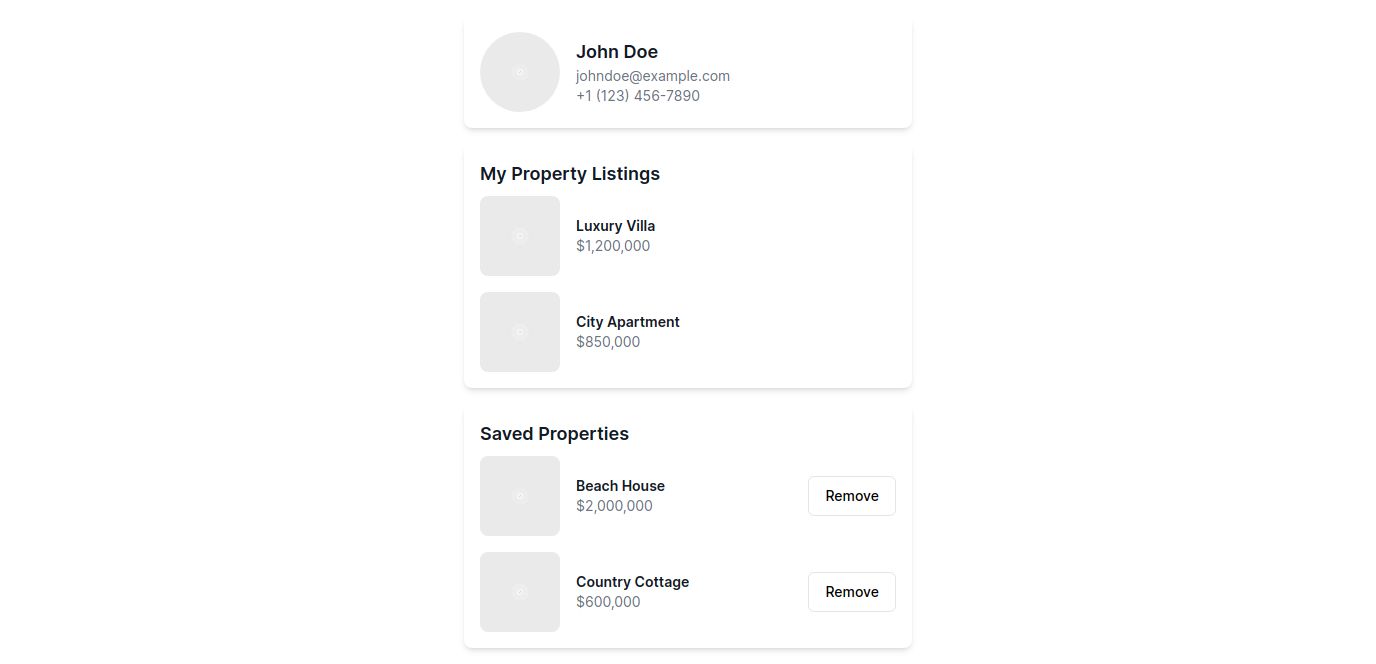 John Doe
johndoe@example.com
+1 (123) 456-7890
My Property Listings
Luxury Villa
$1,200,000
City Apartment
$850,000
Saved Properties
Beach House
$2,000,000
Remove
Country Cottage
$600,000
Remove